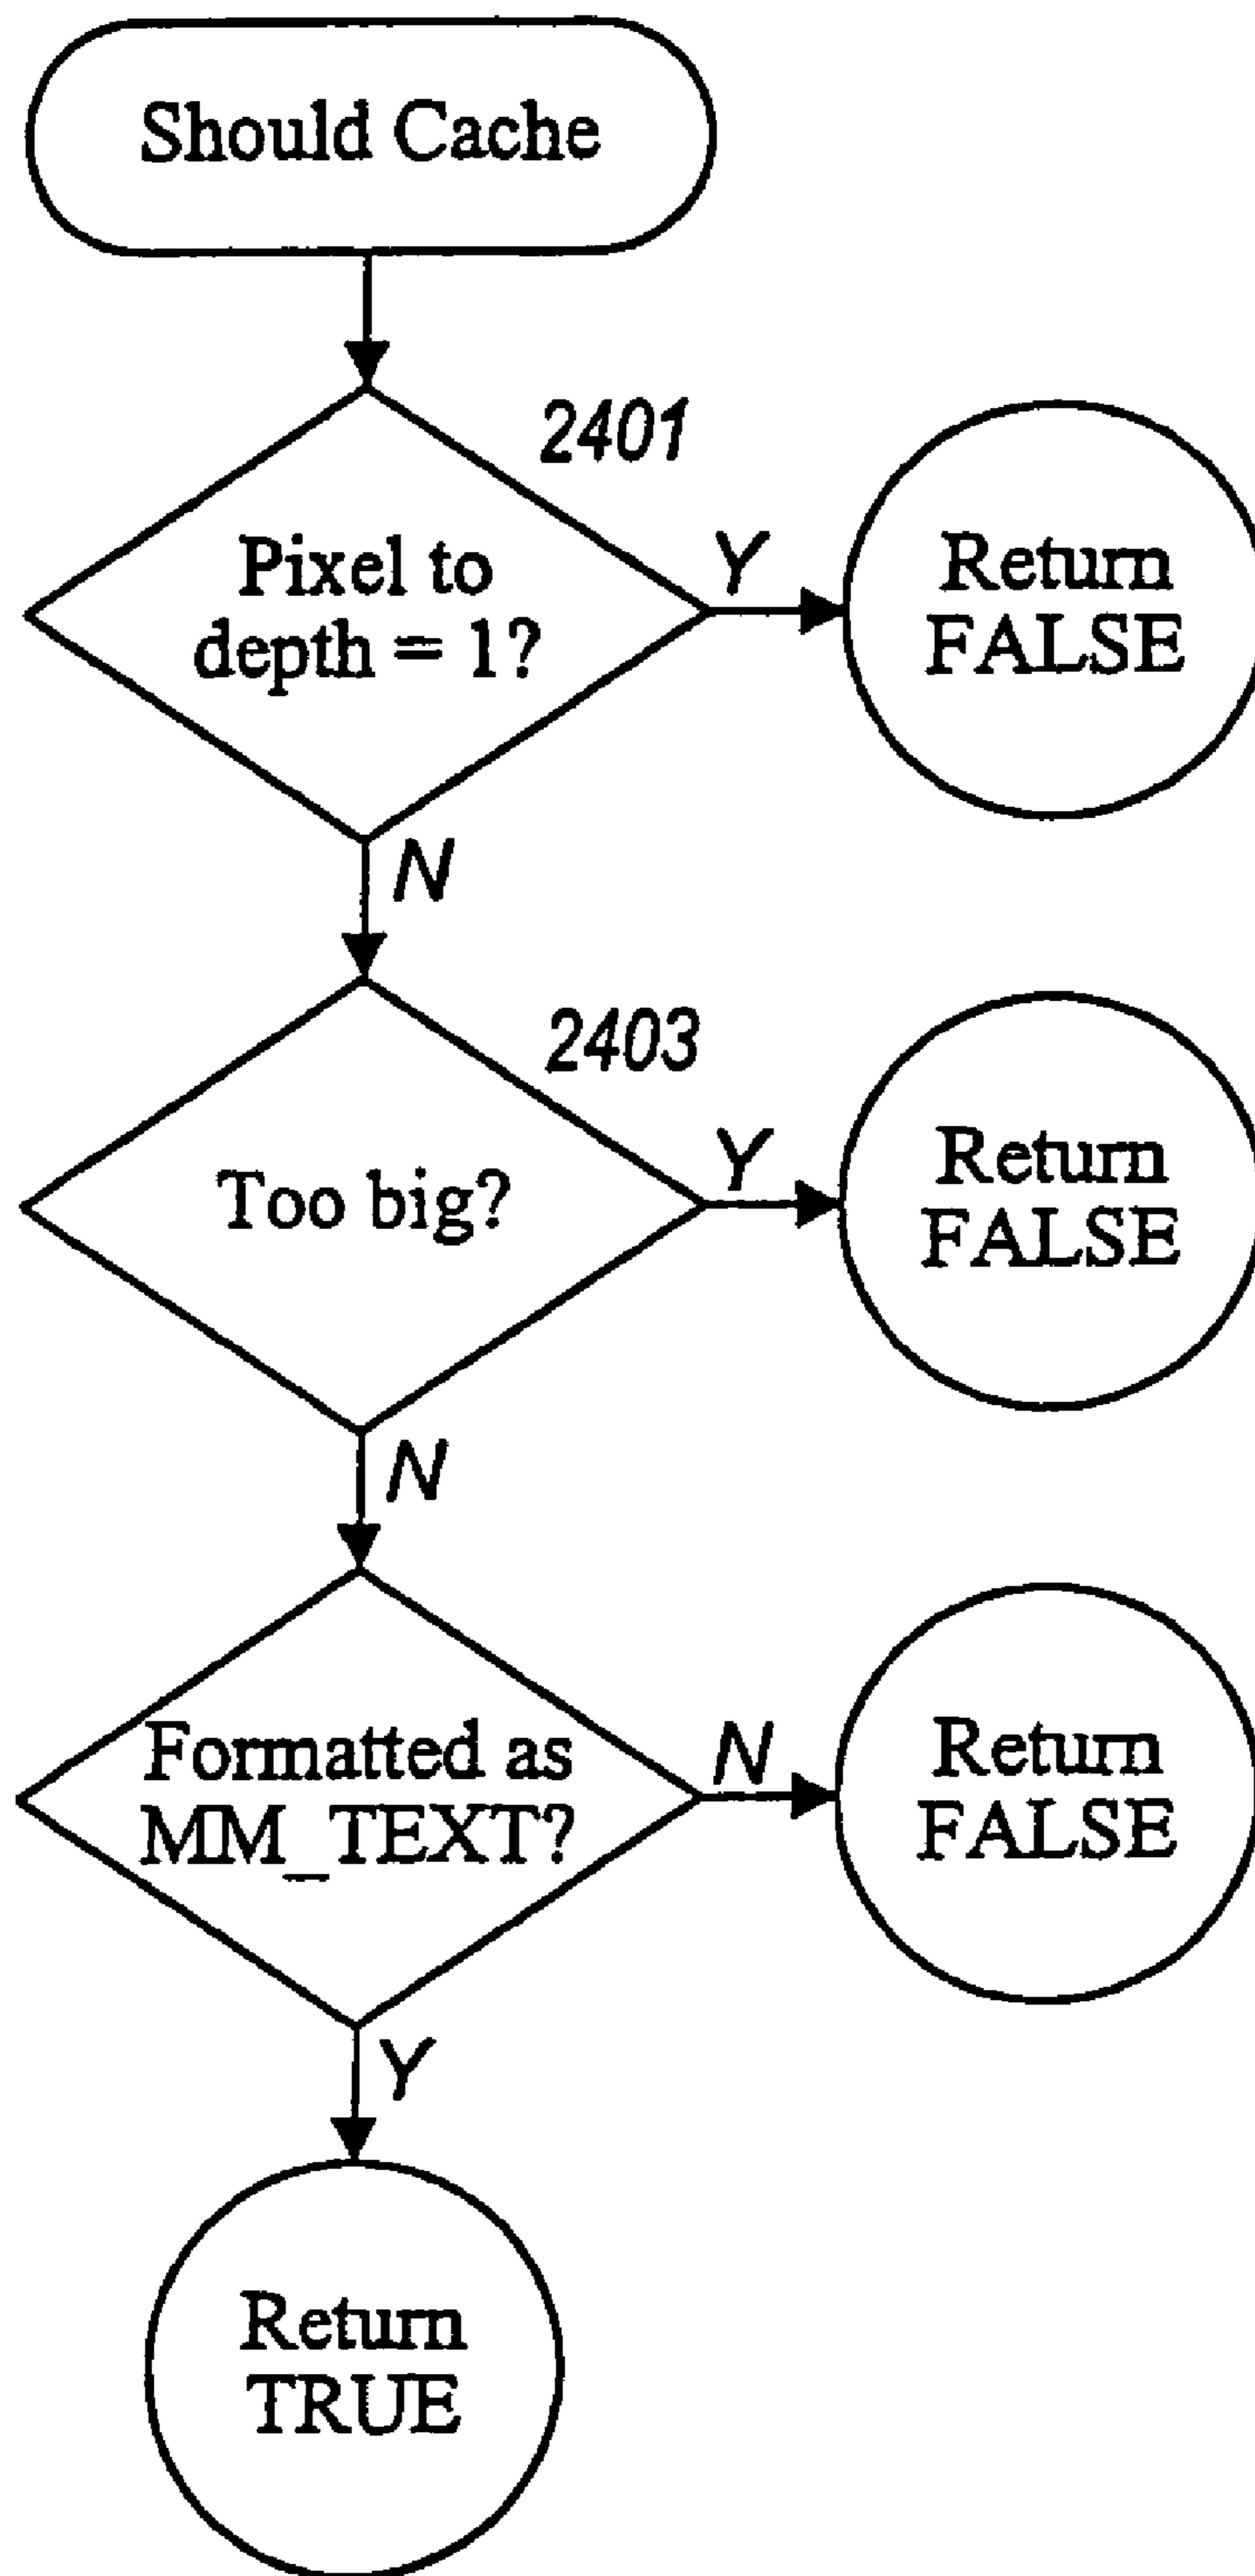 Should Cache
2401
Pixel to
depth = 1?
Y
Return
FALSE
N
2403
Too big?
Y
Return
FALSE
N
Formatted as
MM_TEXT?
N
Return
FALSE
Y
Return
TRUE